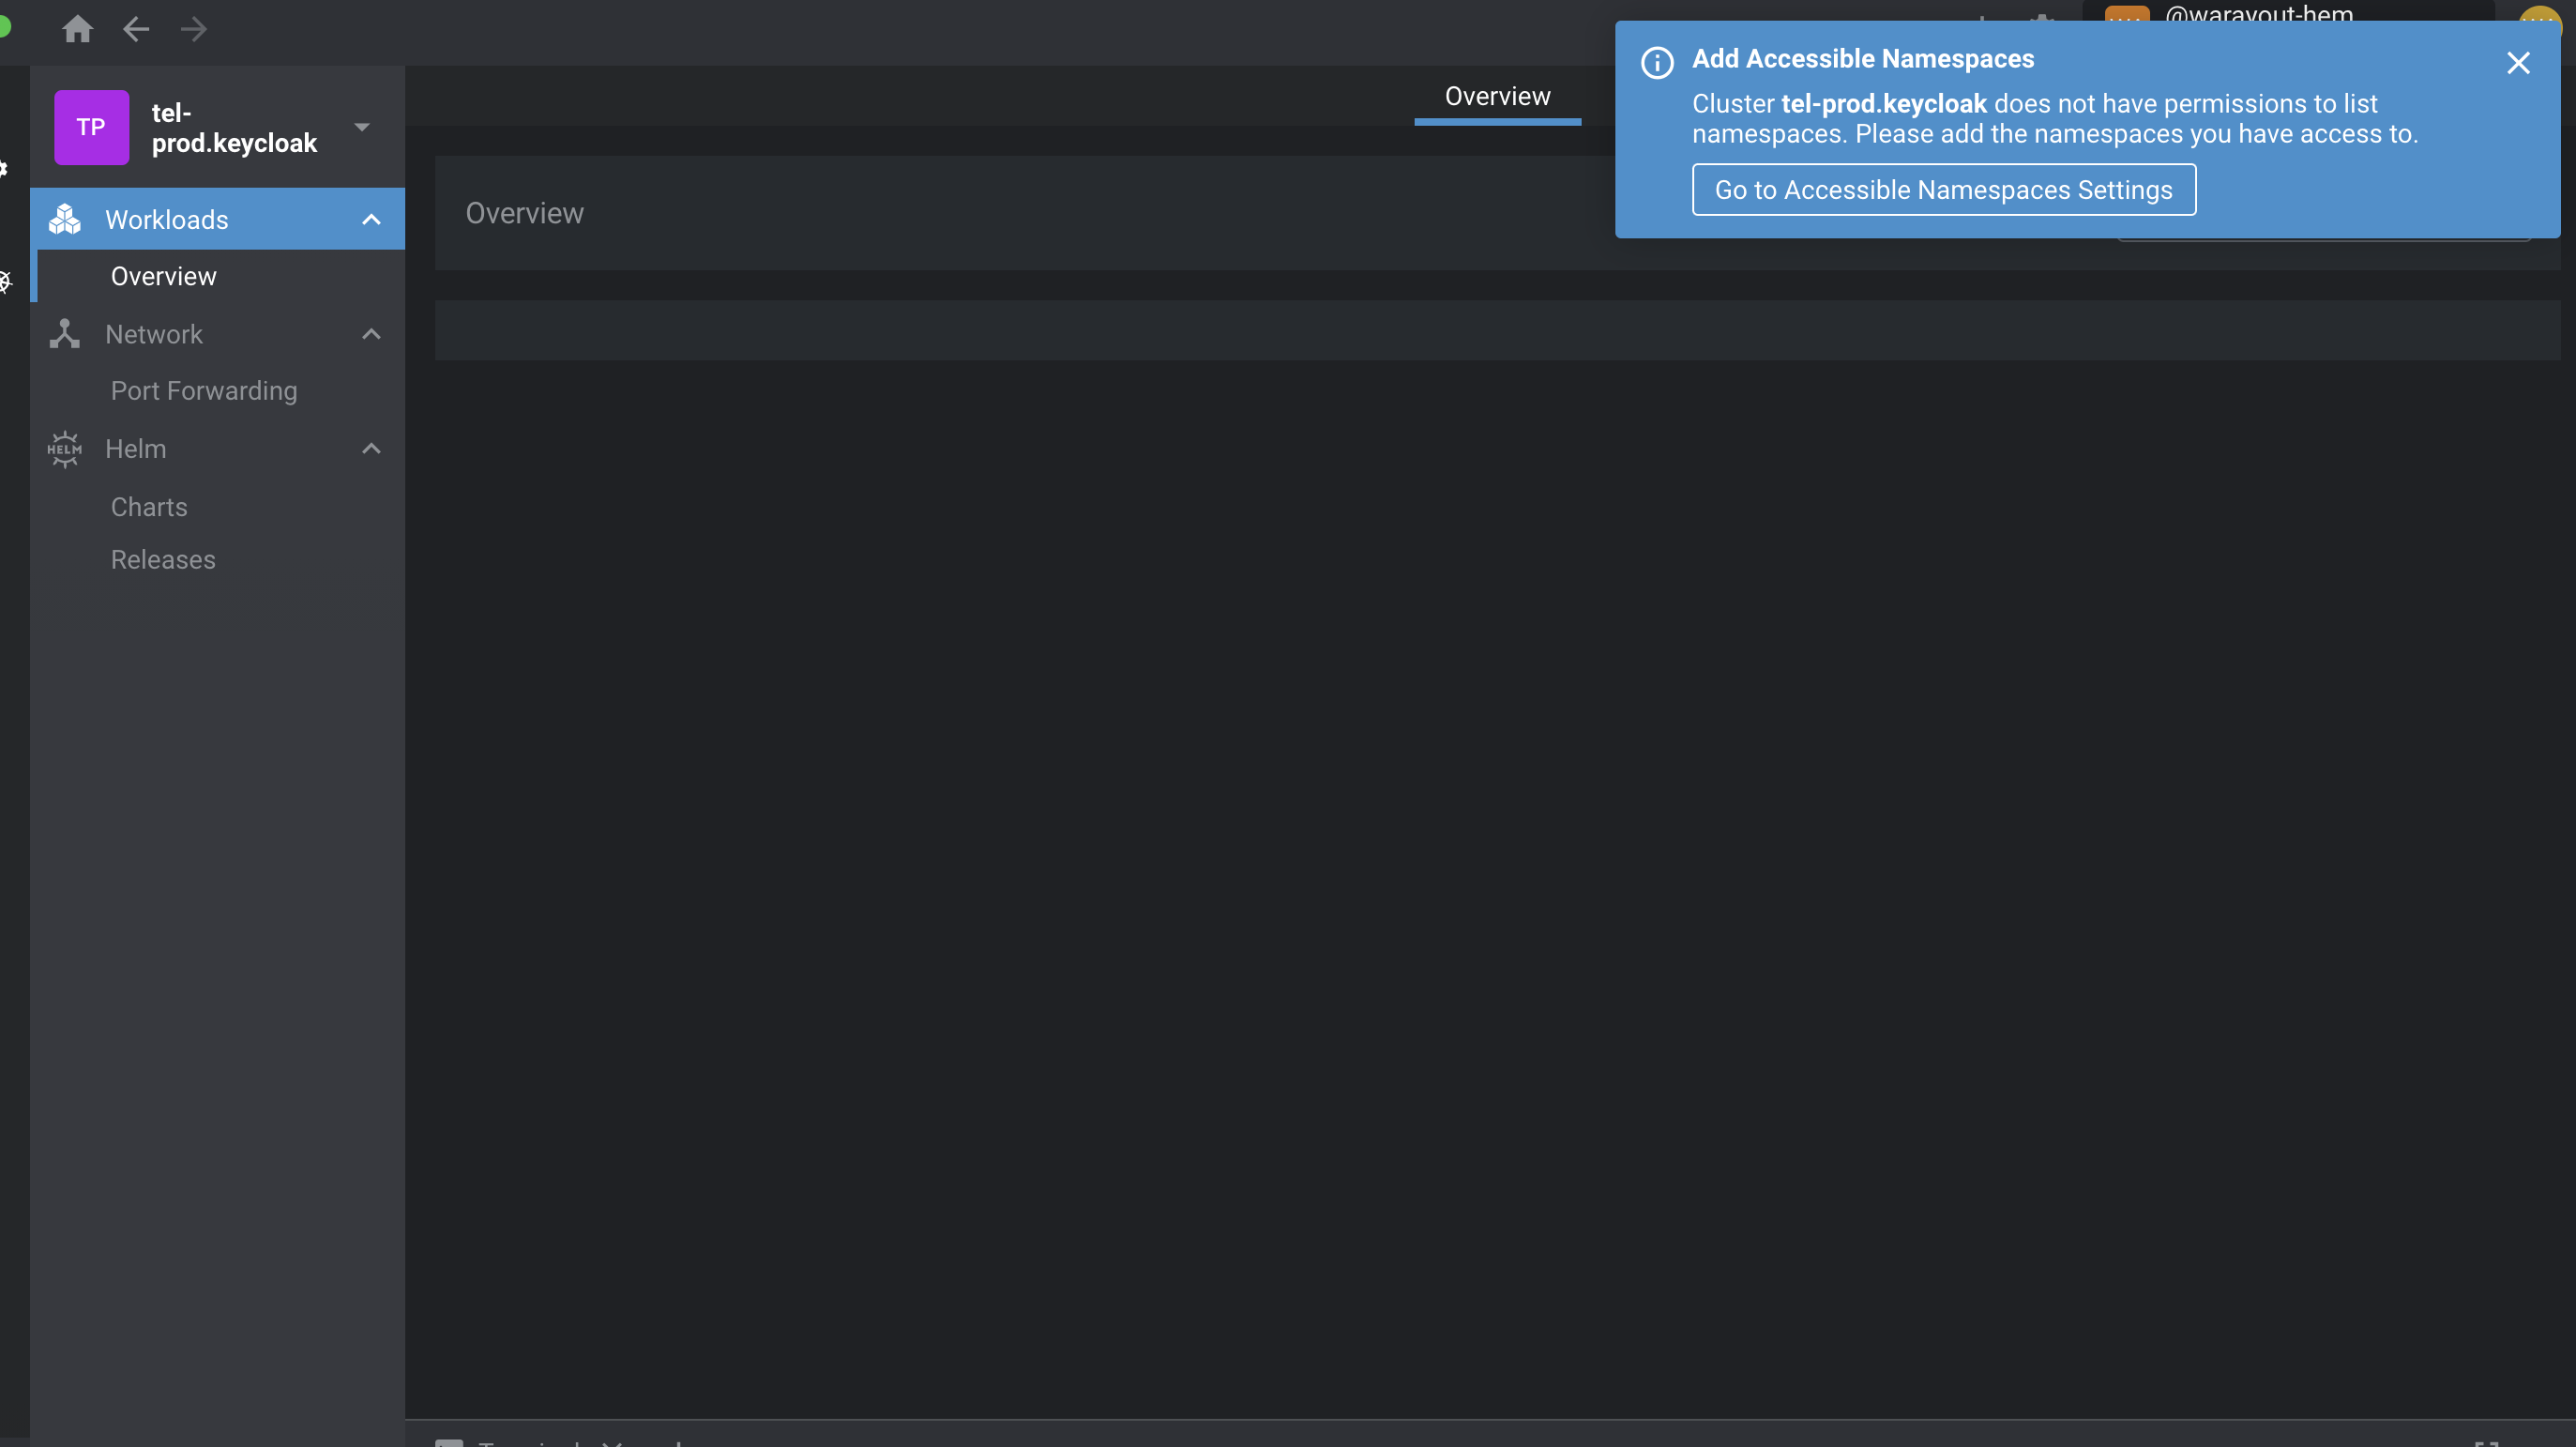 @warayout-hem
Add Accessible Namespaces
Cluster tel-prod.keycloak does not have permissions to list
namespaces. Please add the namespaces you have access to.
Go to Accessible Namespaces Settings
TP
tel-
prod.keycloak
Workloads
Overview
Network
Port Forwarding
HELM
Helm
Charts
Releases
Overview
Overview